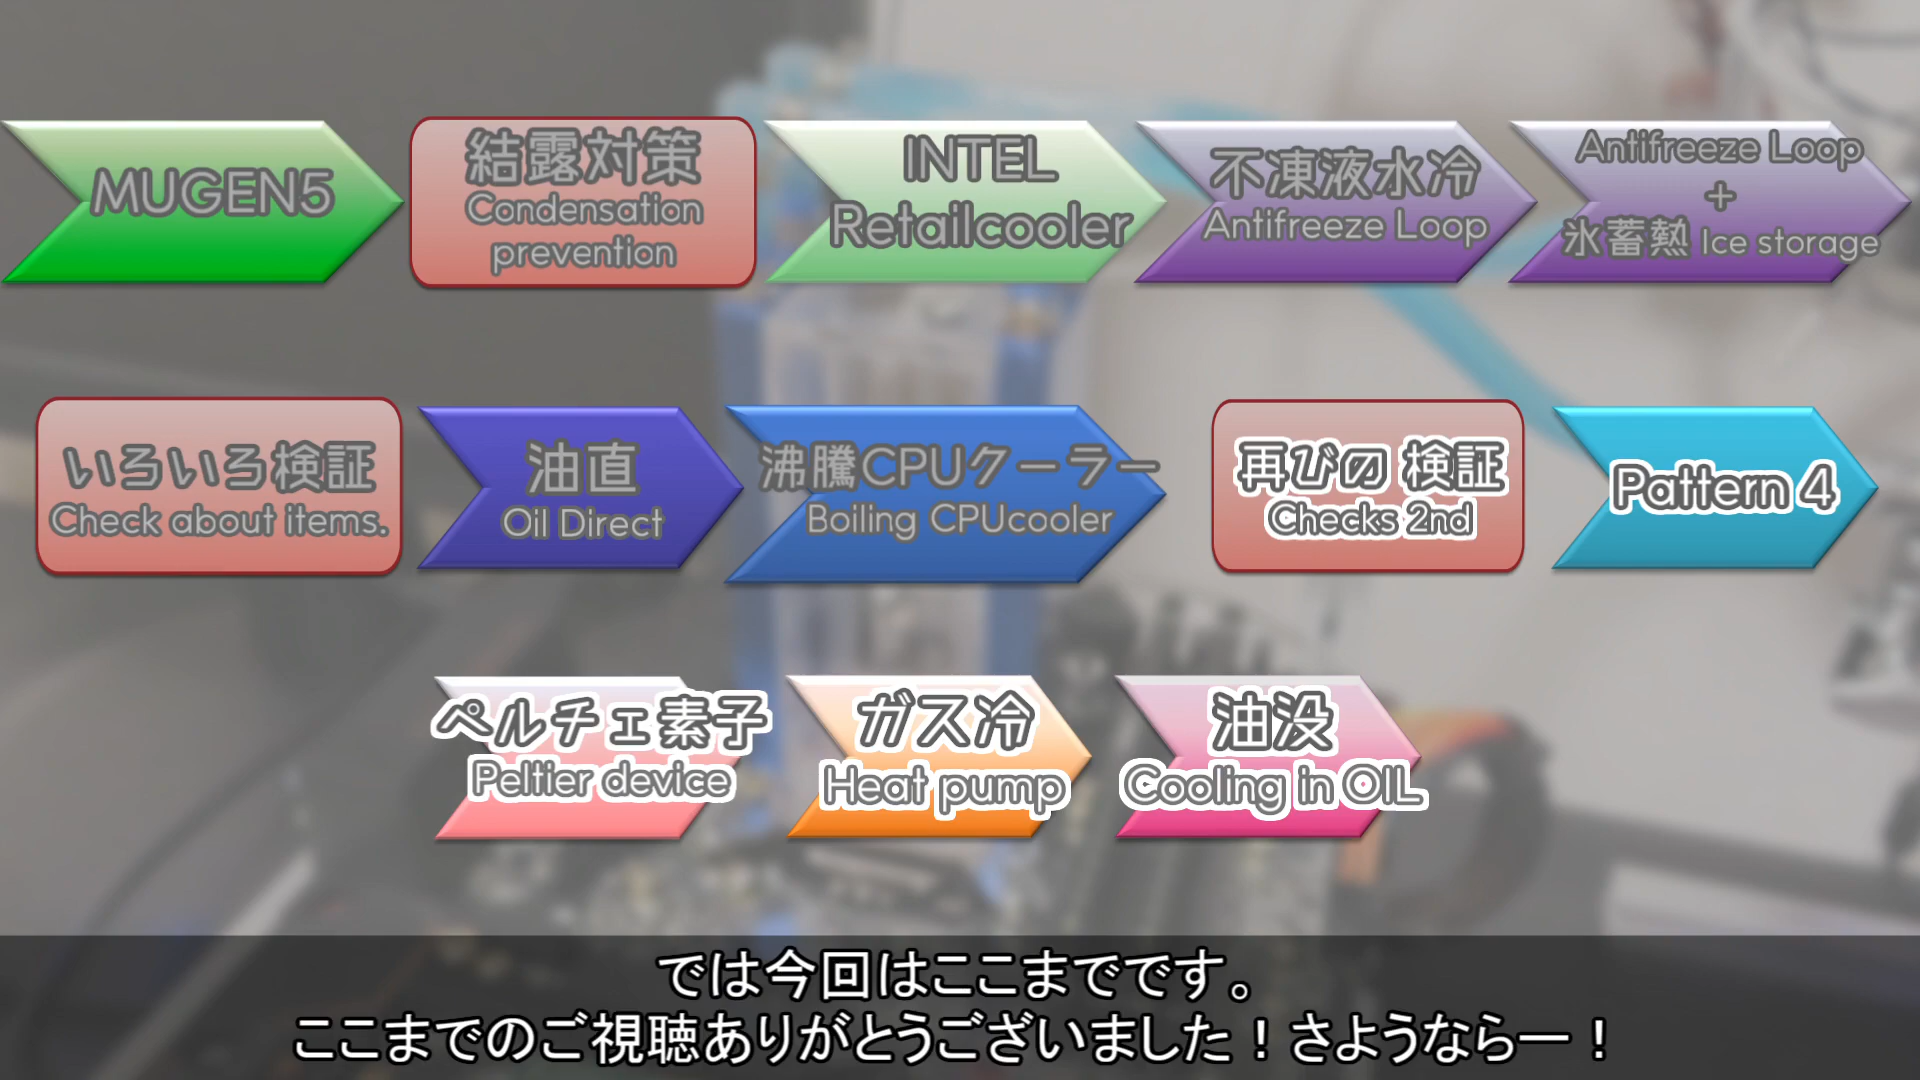 MUGEN5
結露対策
Condensation
prevention
INTEL
Retailcooler
不凍液水冷
Antifreeze Loop
Antifreeze Loop
+
氷蓄熱 Ice storage
いろいろ検証
Check about items.
油直
Oil Direct
沸騰CPUクーラー
Boiling CPUcooler
再びの 検証
Checks 2nd
Pattern 4
ペルチェ素子
Peltier device
ガス冷
Heat pump
油没
Cooling in OIL
では今回はここまでです。
ここまでのご視聴ありがとうございました！さようならー！